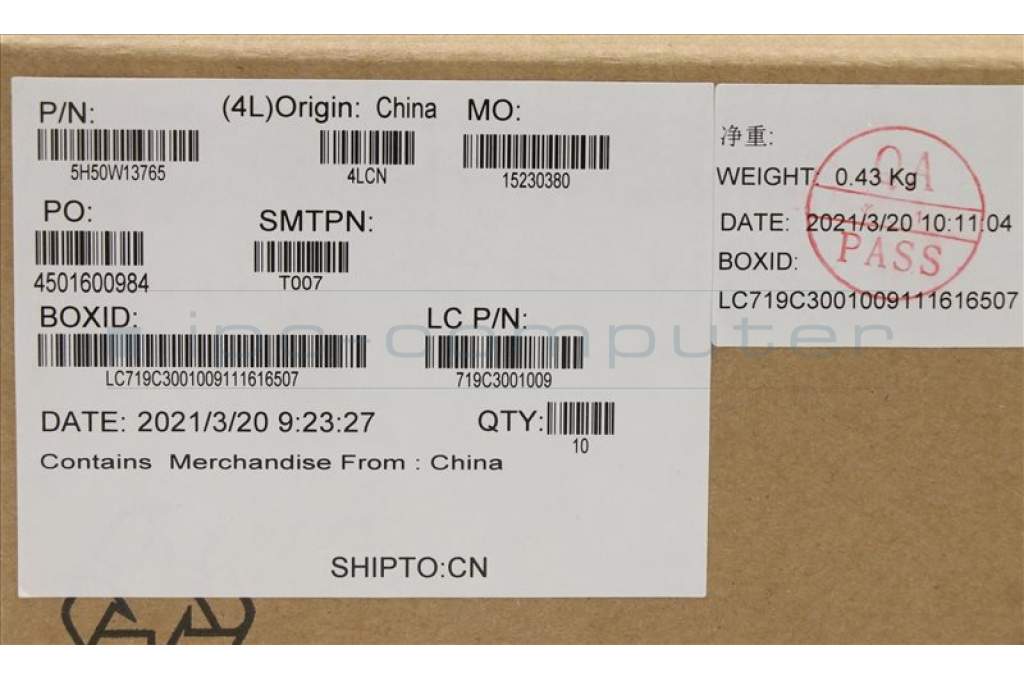 P/N: (4L)Origin: China MO:
5H50W13765 4LCN 15230380
PO: SMTPN:
4501600984 T007
BOXID: LC P/N:
LC719C3001009111616507 719C3001009
DATE: 2021/3/20 9:23:27 QTY:
10
Contains Merchandise From : China
SHIPTO:CN
净重:
WEIGHT: 0.43 Kg
DATE: 2021/3/20 10:11:04
BOXID:
LC719C3001009111616507
QA
PASS
ipc-computer